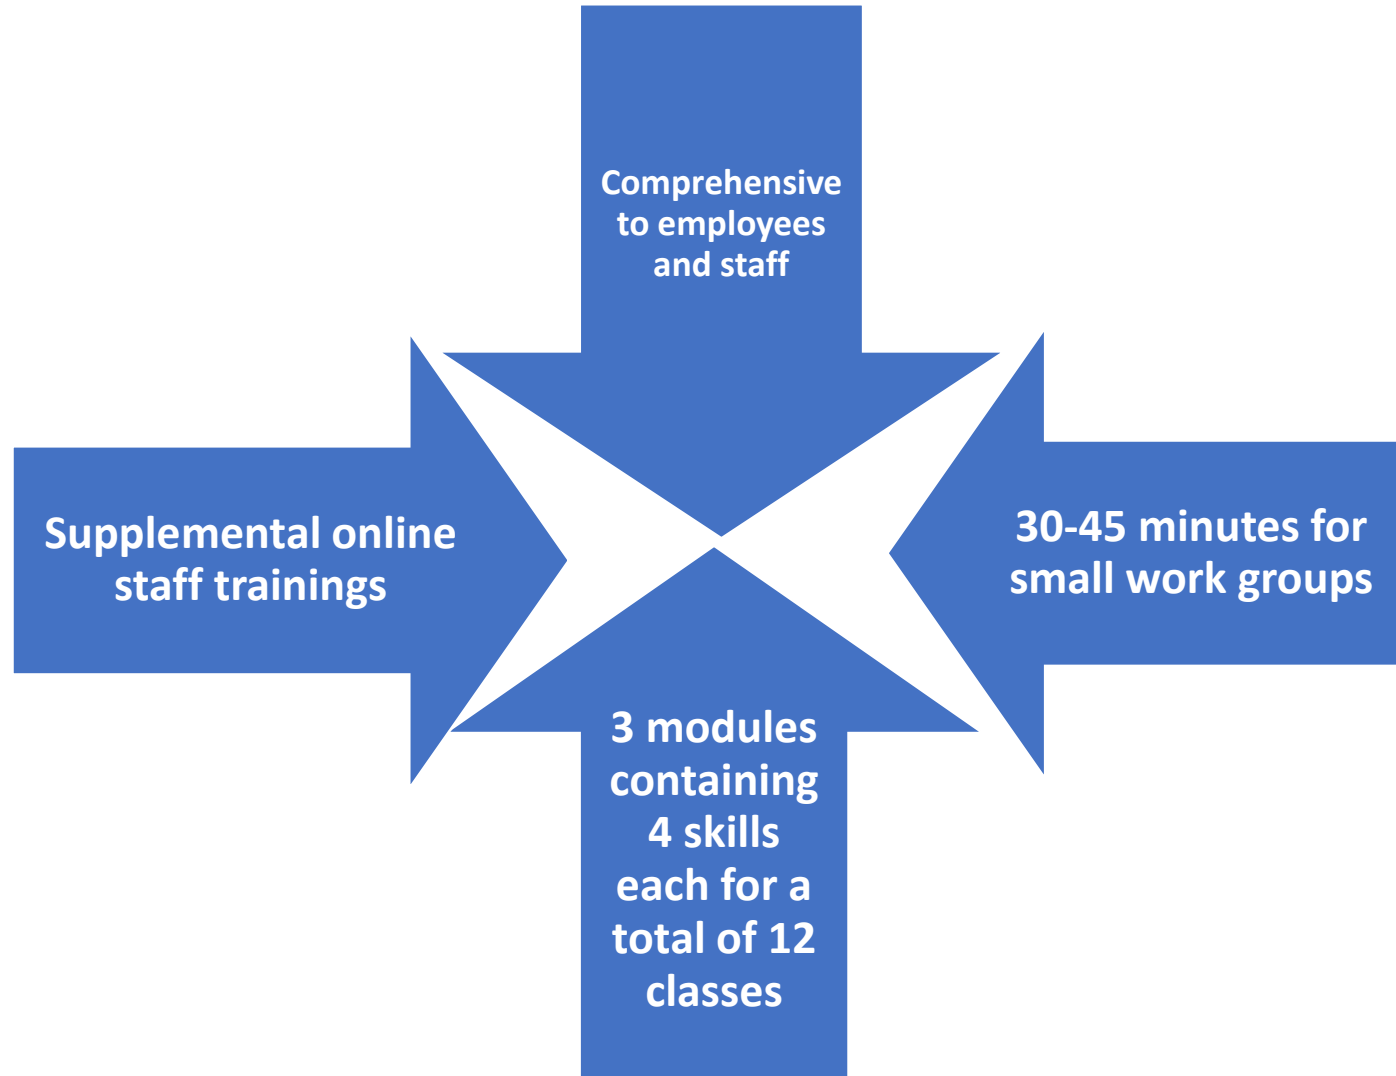 Comprehensive
to employees
and staff
Supplemental online
staff trainings
30-45 minutes for
small work groups
3 modules
containing
4 skills
each for a
total of 12
classes